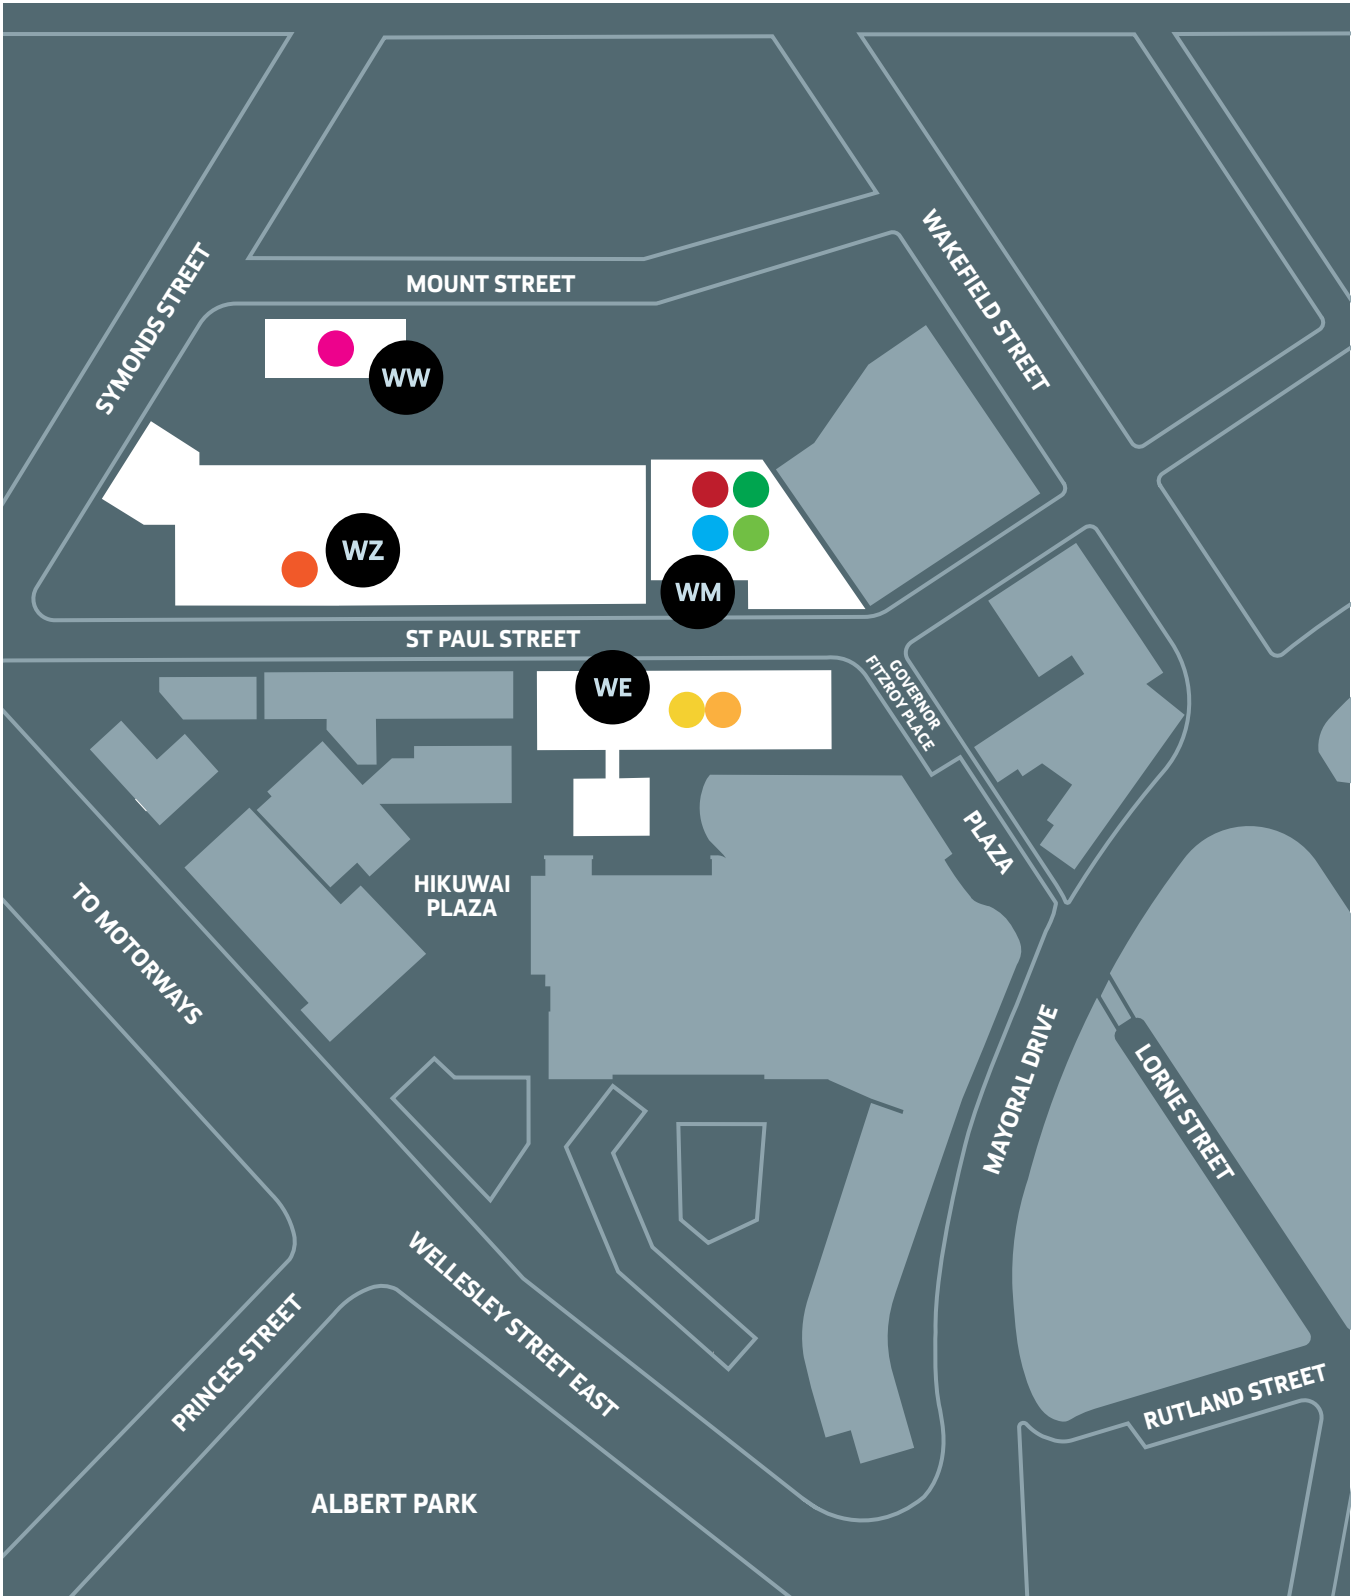 WAKEFIELD STREET
SYMONDS STREET
MOUNT STREET
WW
WZ
WM
ST PAUL STREET
WE
GOVERNOR
FITZROY PLACE
PLAZA
HIKUWAI
PLAZA
TO MOTORWAYS
MAYORAL DRIVE
LORNE STREET
WELLESLEY STREET EAST
PRINCES STREET
RUTLAND STREET
ALBERT PARK